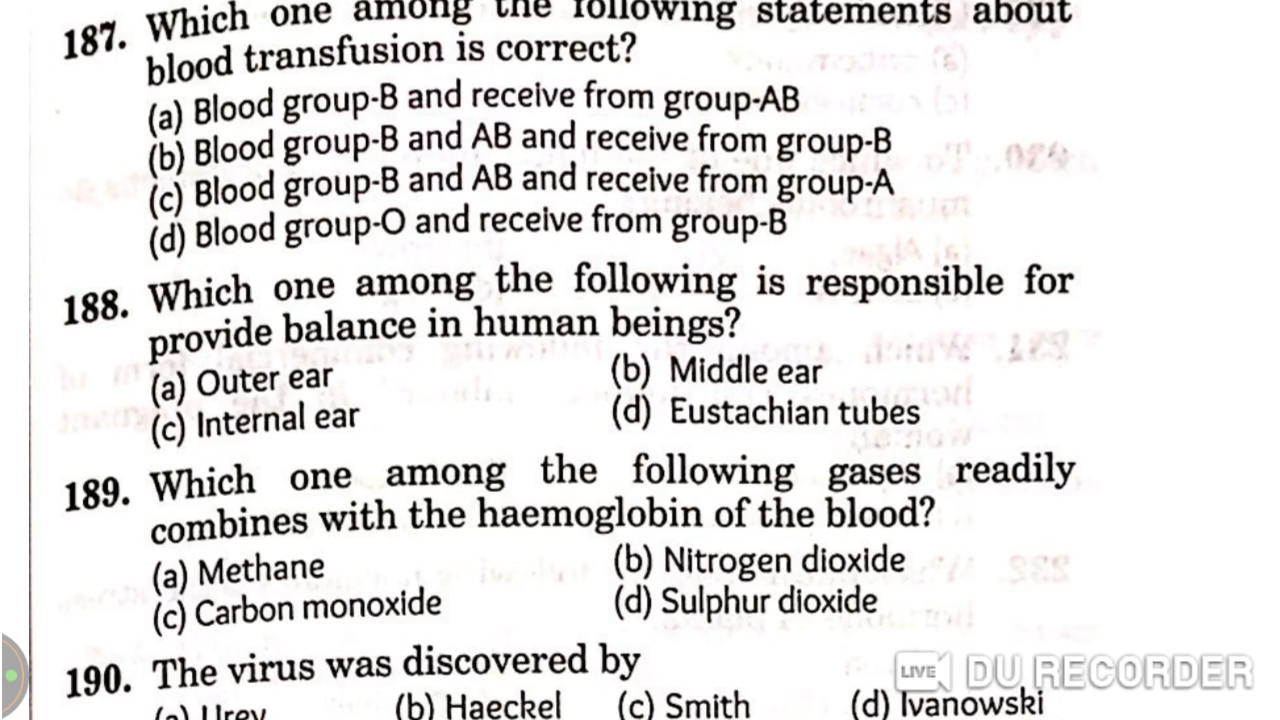 187. Which one among the following statements about
blood transfusion is correct?
(a) Blood group-B and receive from group-AB
(b) Blood group-B and AB and receive from group-B
(c) Blood group-B and AB and receive from group-A
(d) Blood group-O and receive from group-B
188. Which one among the following is responsible for
provide balance in human beings?
(a) Outer ear (b) Middle ear
(c) Internal ear (d) Eustachian tubes
189. Which one among the following gases readily
combines with the haemoglobin of the blood?
(a) Methane (b) Nitrogen dioxide
(c) Carbon monoxide (d) Sulphur dioxide
190. The virus was discovered by
(a) Urey (b) Haeckel (c) Smith (d) Ivanowski
LIVE DU RECORDER